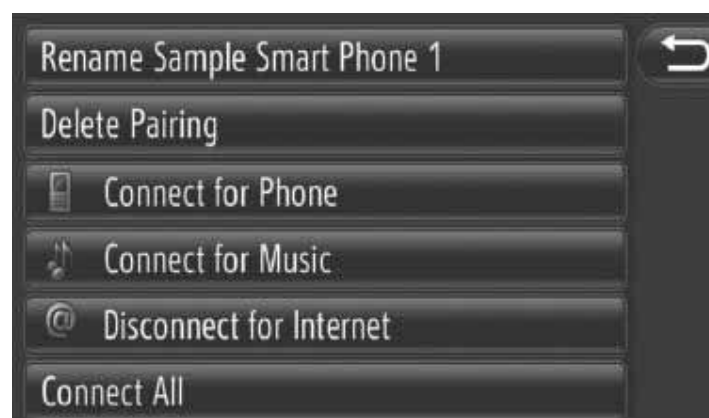 Rename Sample Smart Phone 1
Delete Pairing
Connect for Phone
Connect for Music
@ Disconnect for Internet
Connect All